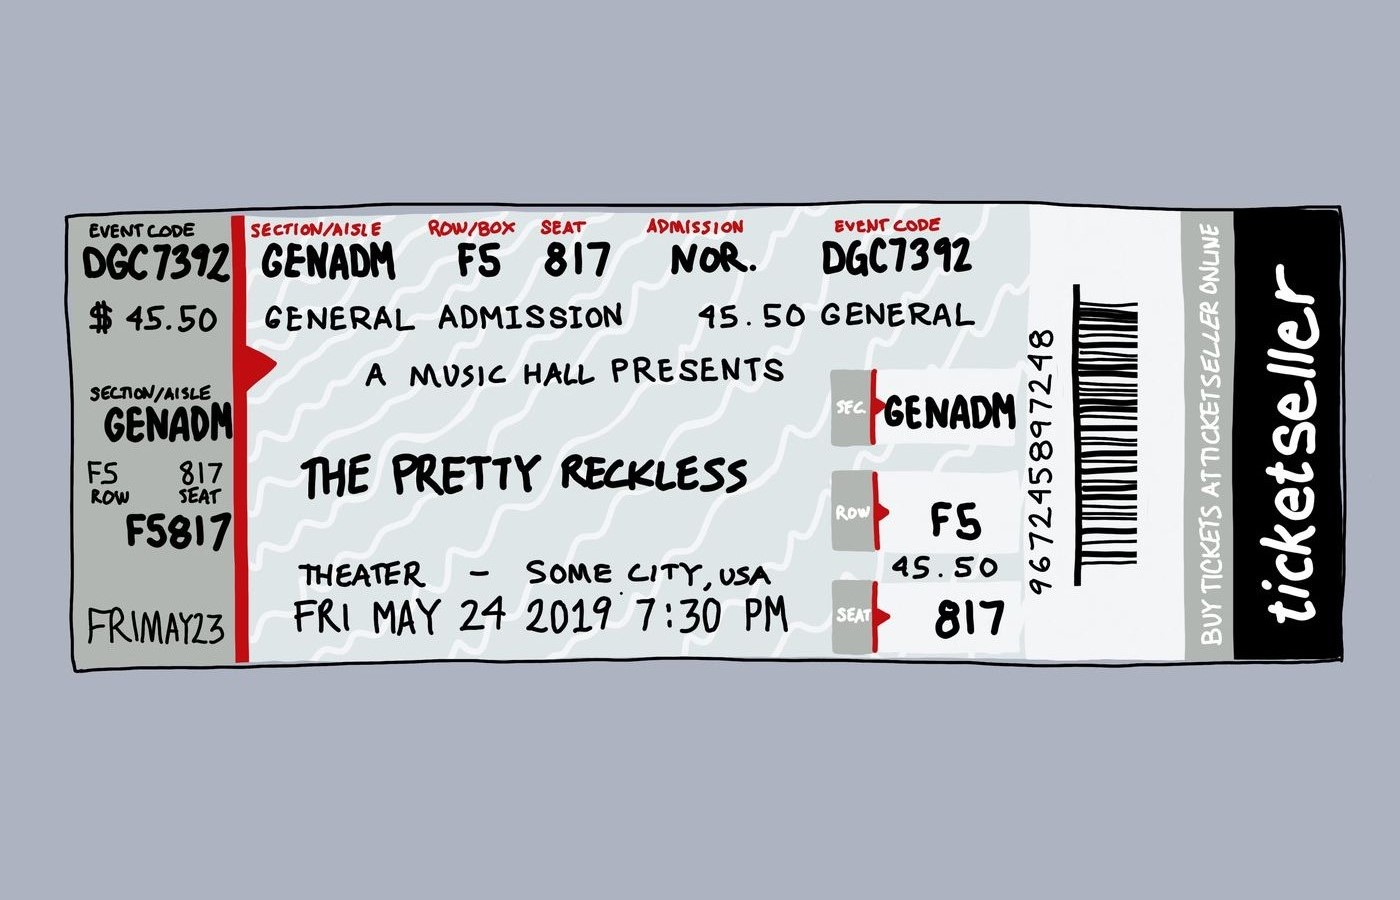 EVENT CODE
DGC7392
$ 45.50
SECTION/AISLE
GENADM
F5 817
ROW SEAT
F5817
FRIMAY23
SECTION/AISLE ROW/BOX SEAT ADMISSION EVENT CODE
GENADM F5 817 NOR. DGC7392
GENERAL ADMISSION 45.50 GENERAL
A MUSIC HALL PRESENTS
THE PRETTY RECKLESS
THEATER - SOME CITY, USA
FRI MAY 24 2019 7:30 PM
SEC. GENADM
ROW F5
45.50
SEAT 817
967245897248
BUY TICKETS AT TICKETSELLER ONLINE
ticketseller